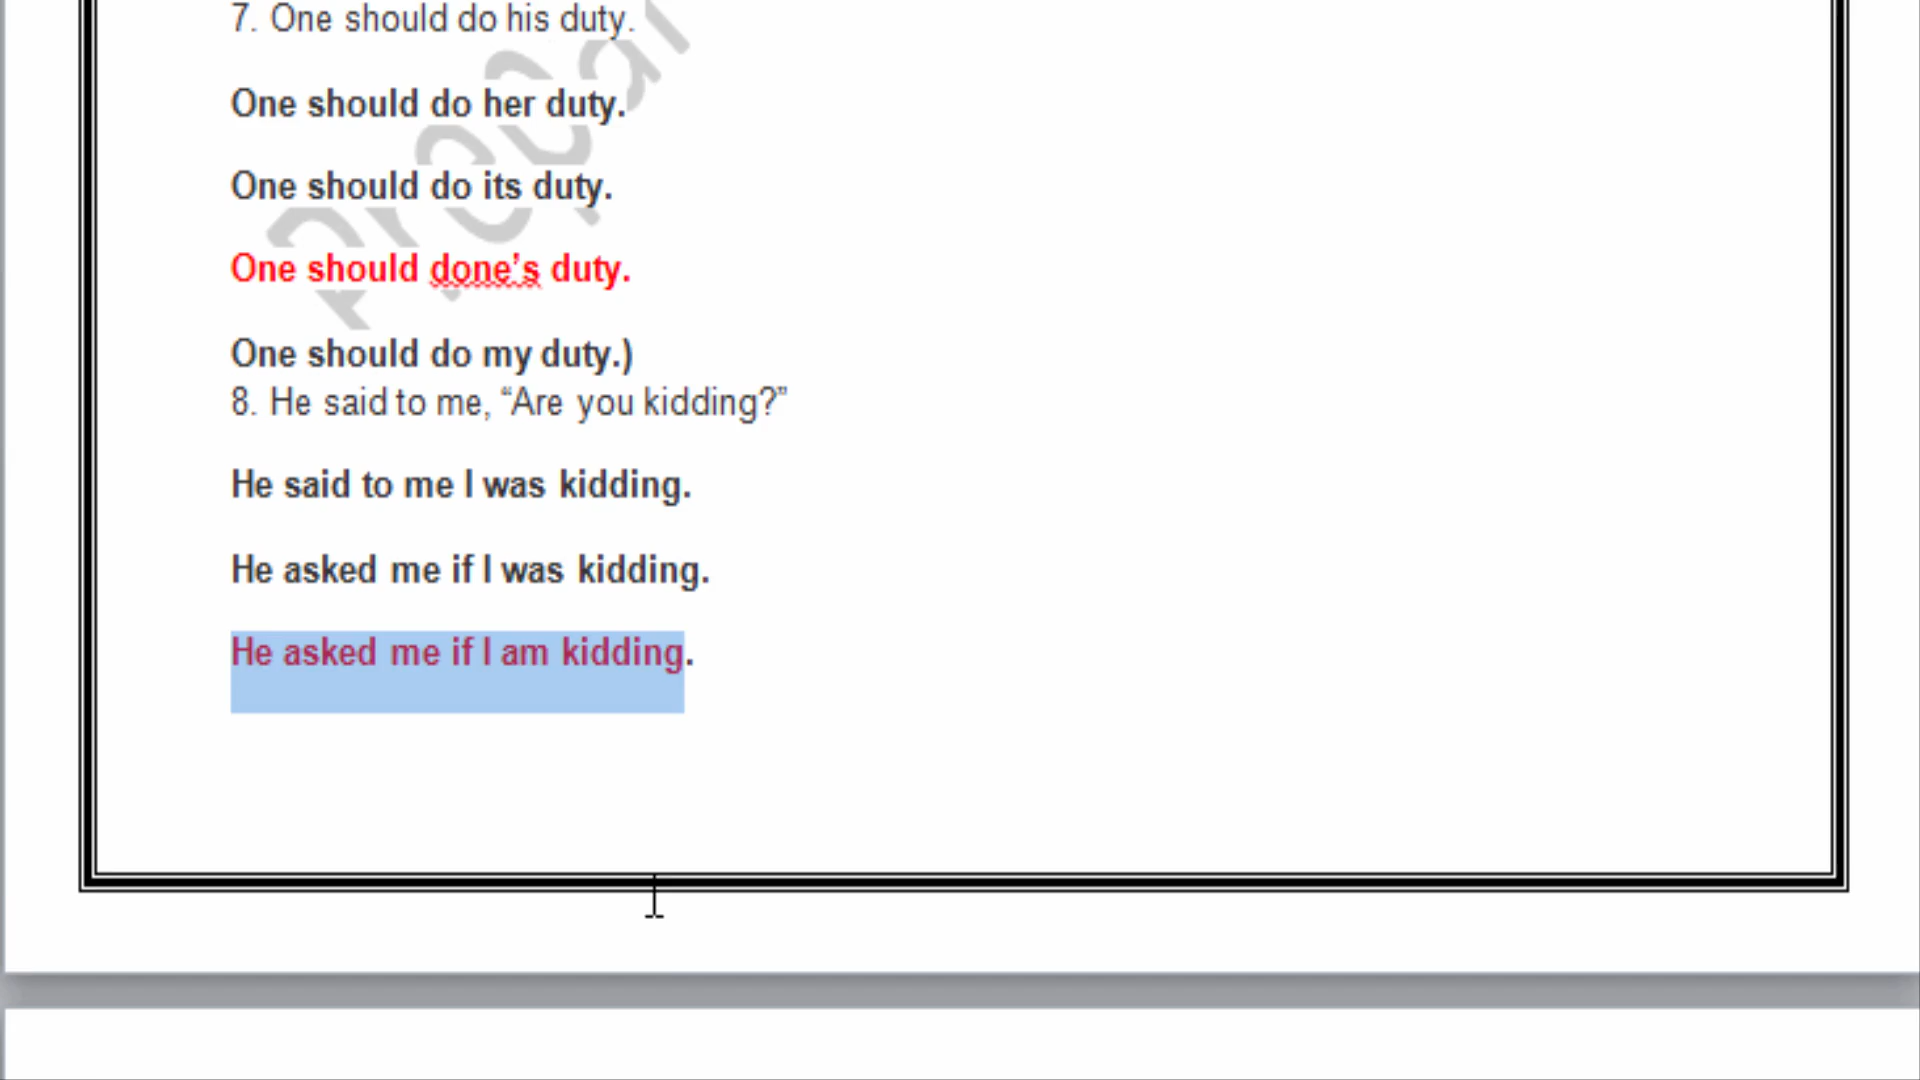 7. One should do his duty.
One should do her duty.
One should do its duty.
One should done's duty.
One should do my duty.)
8. He said to me, “Are you kidding?”
He said to me I was kidding.
He asked me if I was kidding.
He asked me if I am kidding.